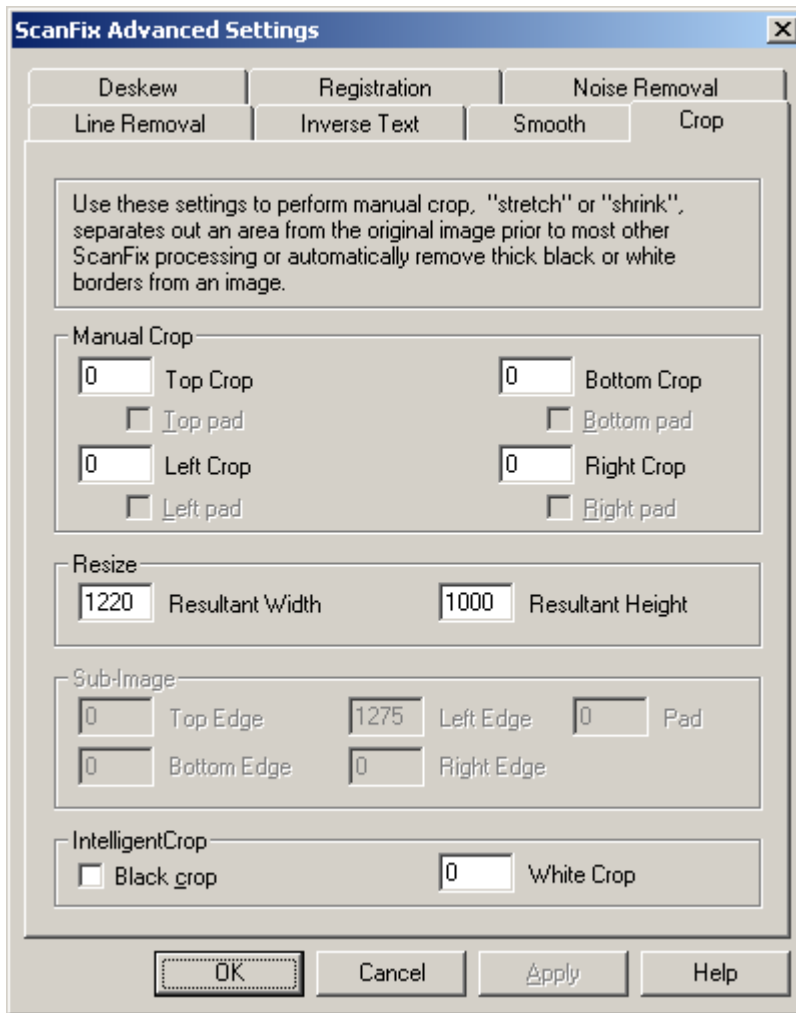 ScanFix Advanced Settings
Deskew Registration Noise Removal
Line Removal Inverse Text Smooth Crop
Use these settings to perform manual crop, "stretch" or "shrink",
separates out an area from the original image prior to most other
ScanFix processing or automatically remove thick black or white
borders from an image.
Manual Crop
0 Top Crop 0 Bottom Crop
Top pad Bottom pad
0 Left Crop 0 Right Crop
Left pad Right pad
Resize
1220 Resultant Width 1000 Resultant Height
Sub-Image
0 Top Edge 1275 Left Edge 0 Pad
0 Bottom Edge 0 Right Edge
IntelligentCrop
Black crop 0 White Crop
OK Cancel Apply Help